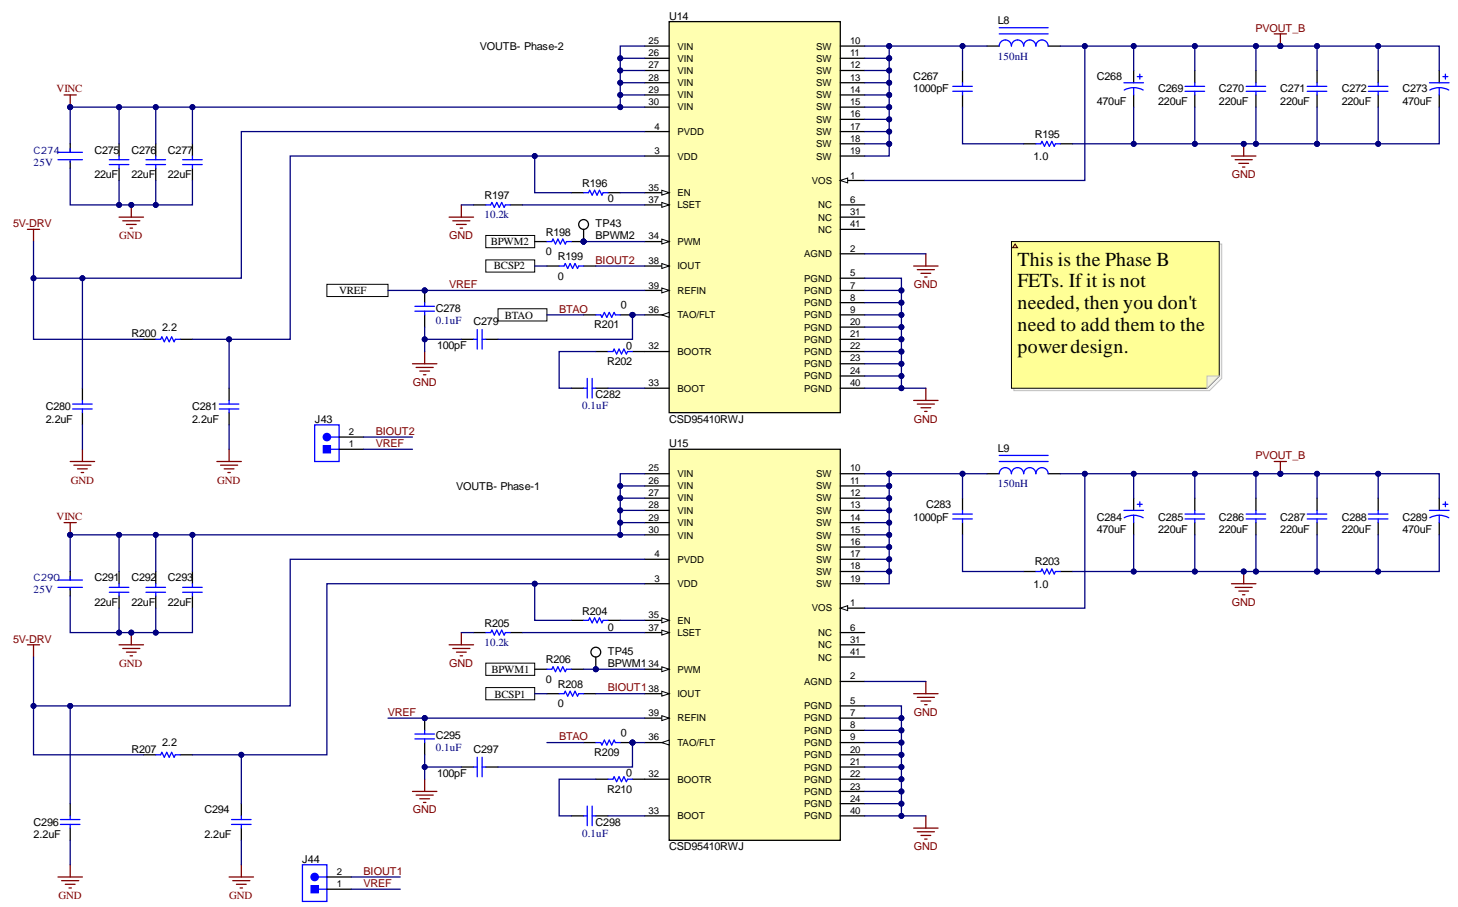 U14
VOUTB- Phase-2
25 VIN SW 10
26 VIN SW 11
27 VIN SW 12
28 VIN SW 13
29 VIN SW 14
30 VIN SW 15
SW 16
4 PVDD SW 17
SW 18
3 VDD SW 19
VOS 1
35 EN NC 6
37 LSET NC 31
NC 41
34 PWM AGND 2
38 IOUT PGND 5
39 REFIN PGND 7
PGND 8
36 TAO/FLT PGND 9
PGND 20
PGND 21
32 BOOTR PGND 22
PGND 23
PGND 24
33 BOOT PGND 40
CSD95410RWJ
VINC
C274
25V
C275
22uF
C276
22uF
C277
22uF
GND
5V-DRV
R200 2.2
C280
2.2uF
GND
C281
2.2uF
GND
R196
0
R197
10.2k
GND
BPWM2
R198
0
TP43
BPWM2
BCSP2
R199
0
BIOUT2
VREF
VREF
C278
0.1uF
GND
C279
100pF
BTAO
BTAO
0
R201
0
R202
C282
0.1uF
J43
2 BIOUT2
1 VREF
L8
150nH
C267
1000pF
R195
1.0
PVOUT_B
C268
470uF
C269
220uF
C270
220uF
C271
220uF
C272
220uF
C273
470uF
GND
GND
GND
This is the Phase B
FETs. If it is not
needed, then you don't
need to add them to the
power design.
U15
VOUTB- Phase-1
25 VIN SW 10
26 VIN SW 11
27 VIN SW 12
28 VIN SW 13
29 VIN SW 14
30 VIN SW 15
SW 16
4 PVDD SW 17
SW 18
3 VDD SW 19
VOS 1
35 EN NC 6
37 LSET NC 31
NC 41
34 PWM AGND 2
38 IOUT PGND 5
39 REFIN PGND 7
PGND 8
36 TAO/FLT PGND 9
PGND 20
PGND 21
32 BOOTR PGND 22
PGND 23
PGND 24
33 BOOT PGND 40
CSD95410RWJ
VINC
C290
25V
C291
22uF
C292
22uF
C293
22uF
GND
5V-DRV
R207 2.2
C296
2.2uF
GND
C294
2.2uF
GND
R204
0
R205
10.2k
GND
BPWM1
R206
0
TP45
BPWM1
BCSP1
R208
0
BIOUT1
VREF
C295
0.1uF
GND
C297
100pF
BTAO
0
R209
0
R210
C298
0.1uF
J44
2 BIOUT1
1 VREF
L9
150nH
C283
1000pF
R203
1.0
PVOUT_B
C284
470uF
C285
220uF
C286
220uF
C287
220uF
C288
220uF
C289
470uF
GND
GND
GND